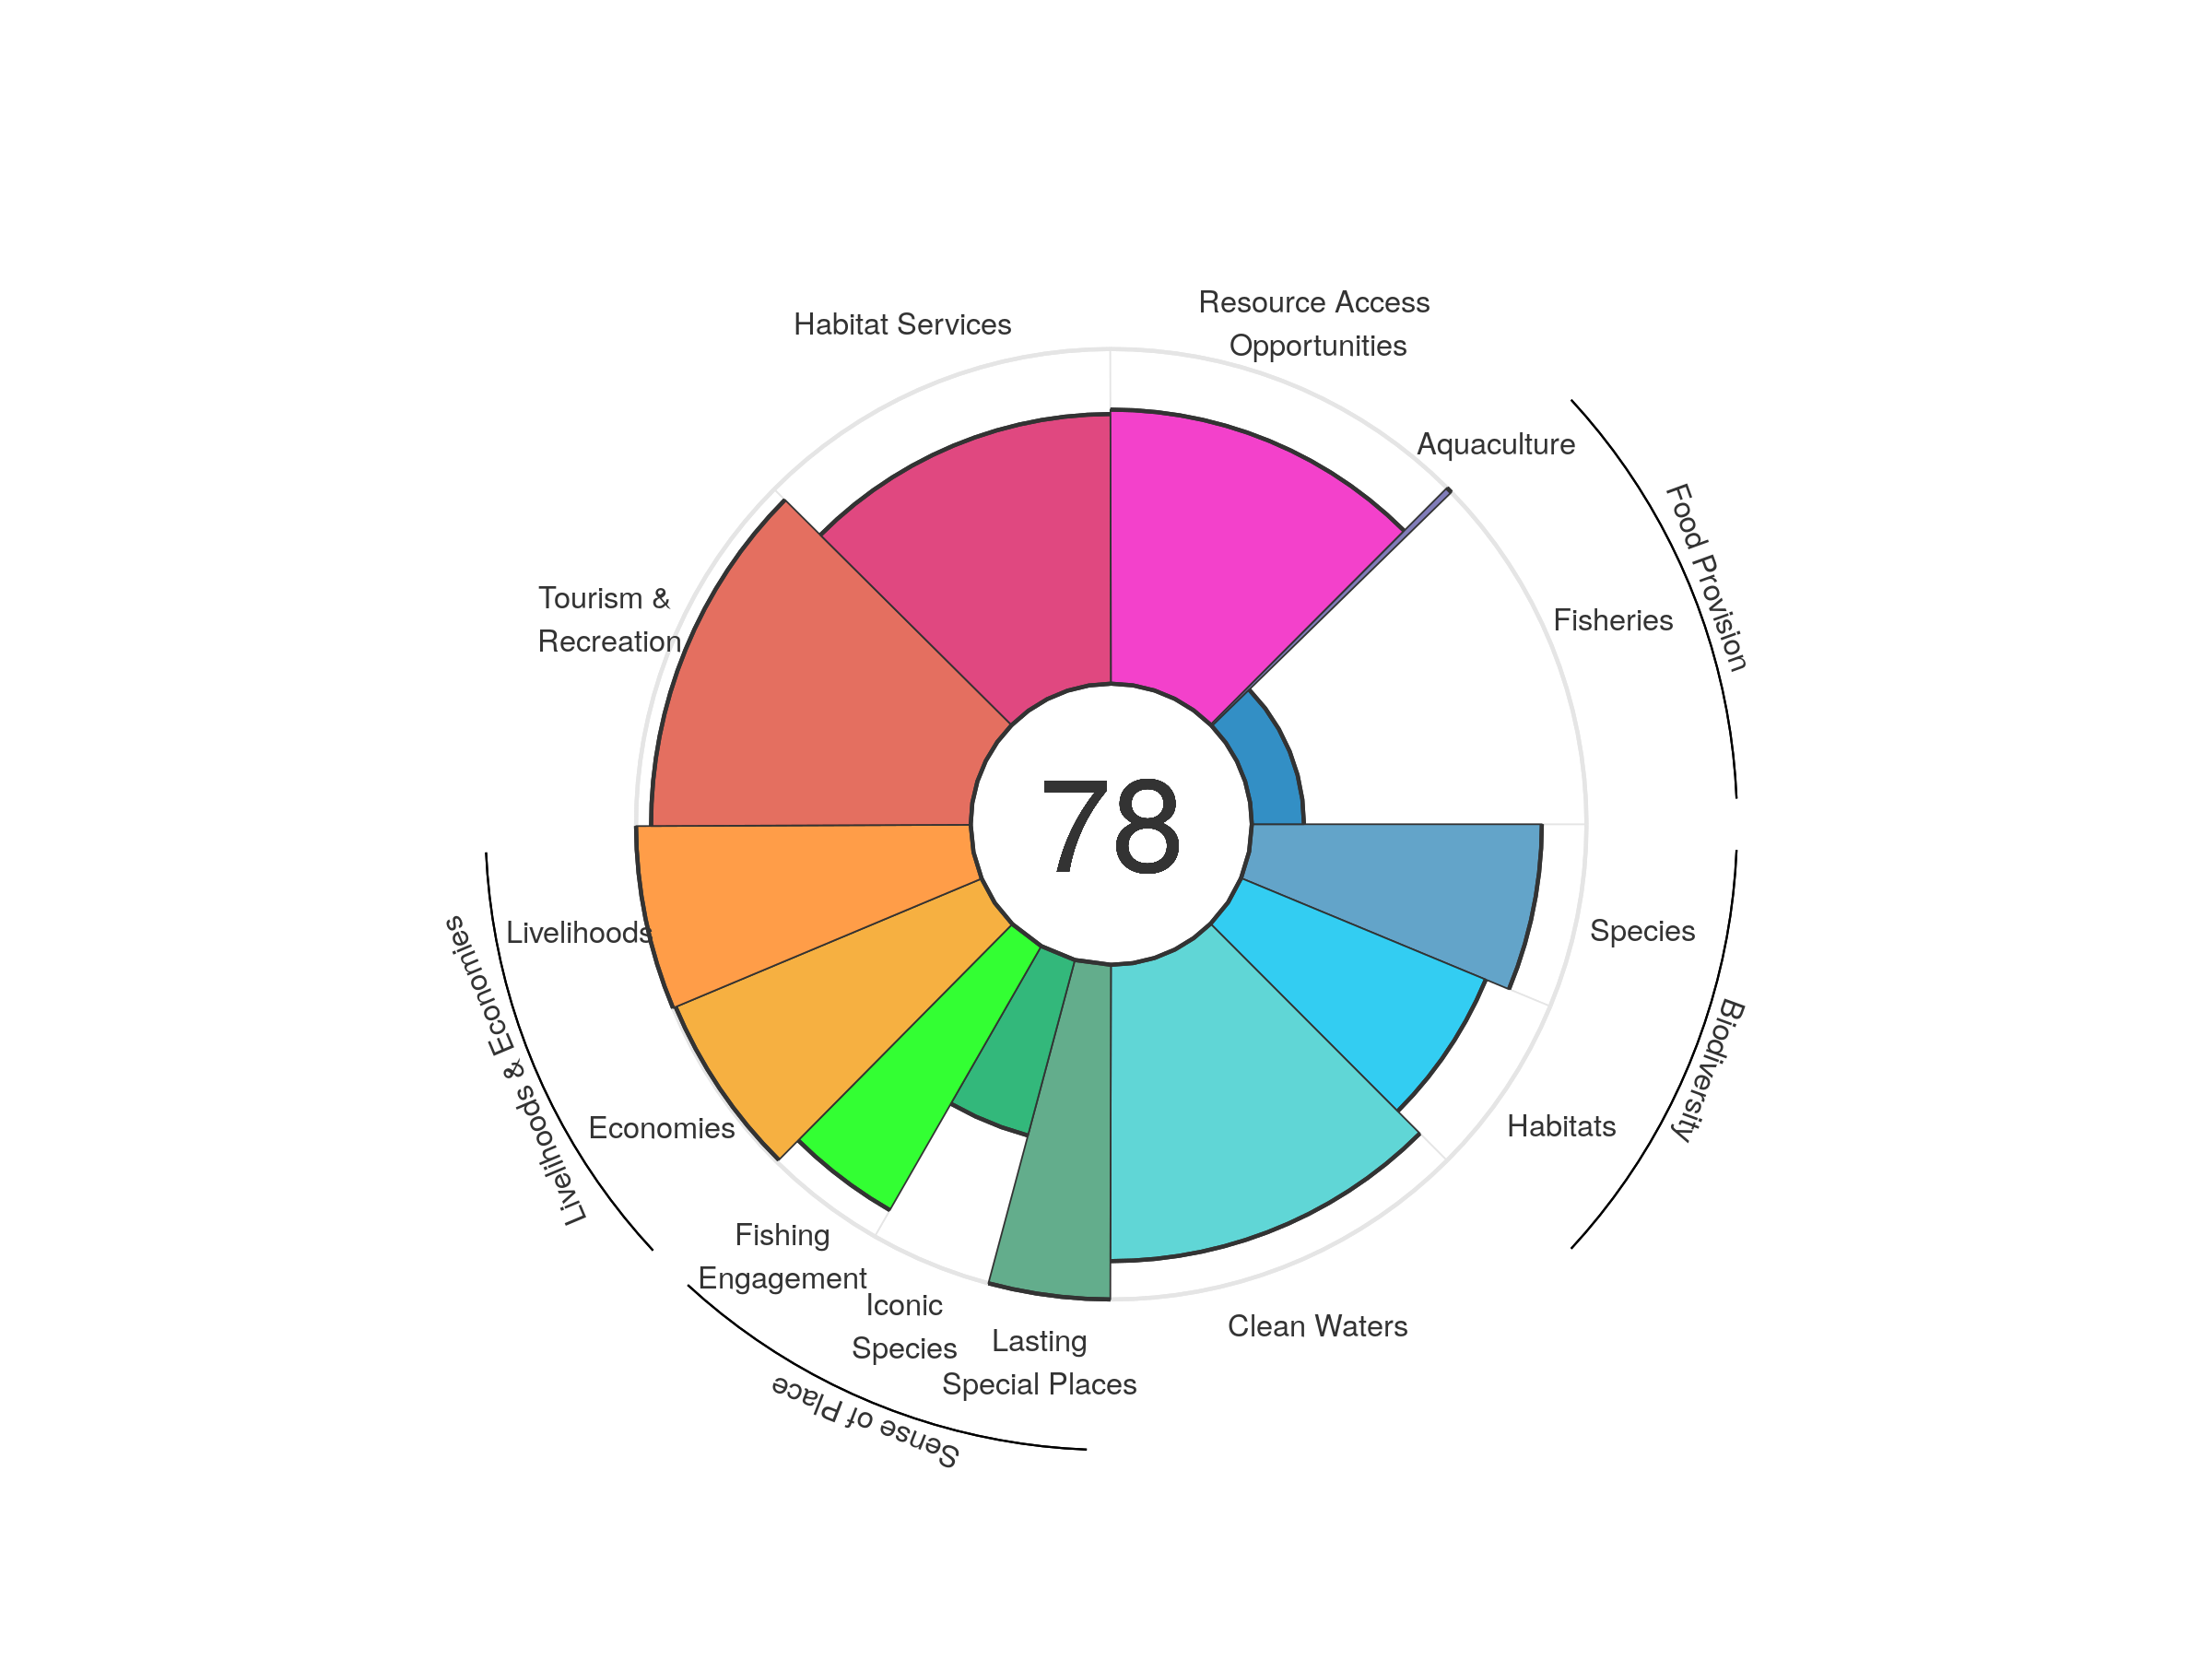 Resource Access
Opportunities
Habitat Services
Aquaculture
Food Provision
Fisheries
Tourism &
Recreation
78
Livelihoods
Species
Livelihoods & Economies
Biodiversity
Economies
Habitats
Fishing
Engagement
Iconic
Species
Lasting
Special Places
Clean Waters
Sense of Place